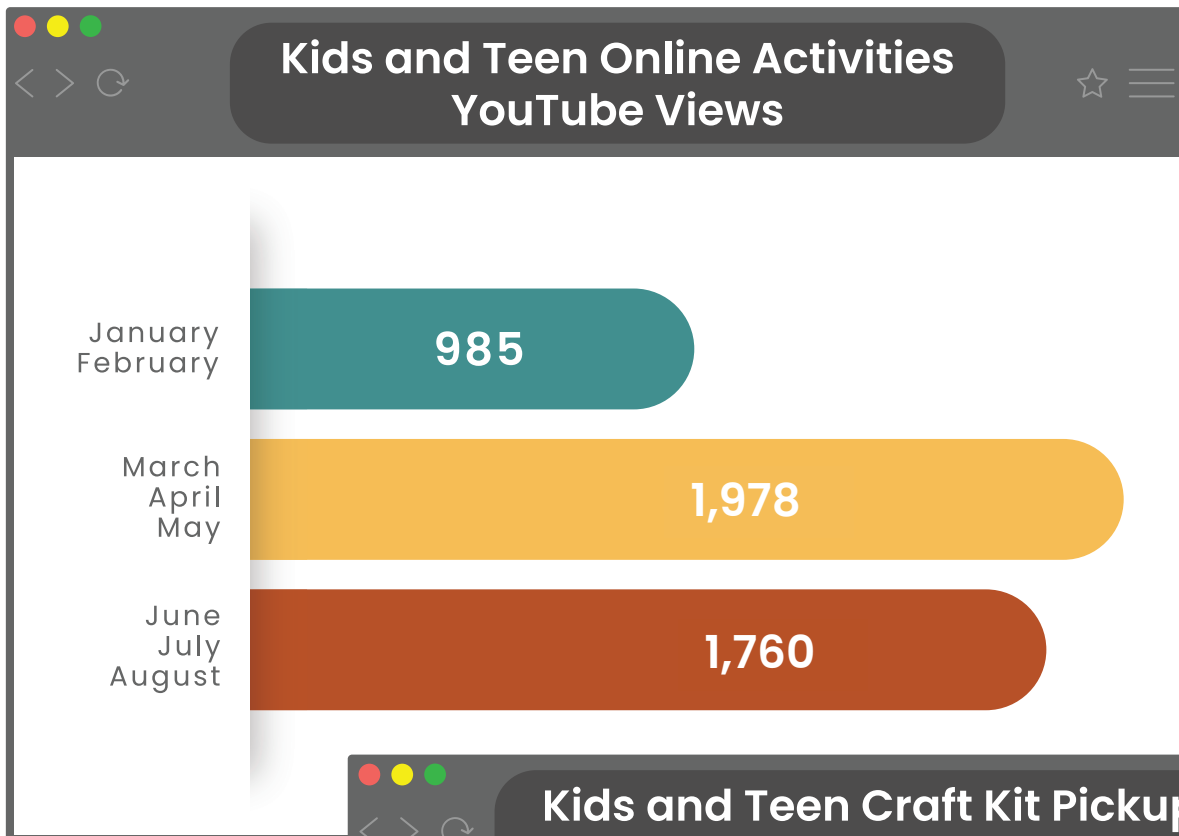 Kids and Teen Online Activities
YouTube Views
January
February
985
March
April
May
1,978
June
July
August
1,760
Kids and Teen Craft Kit Pickup